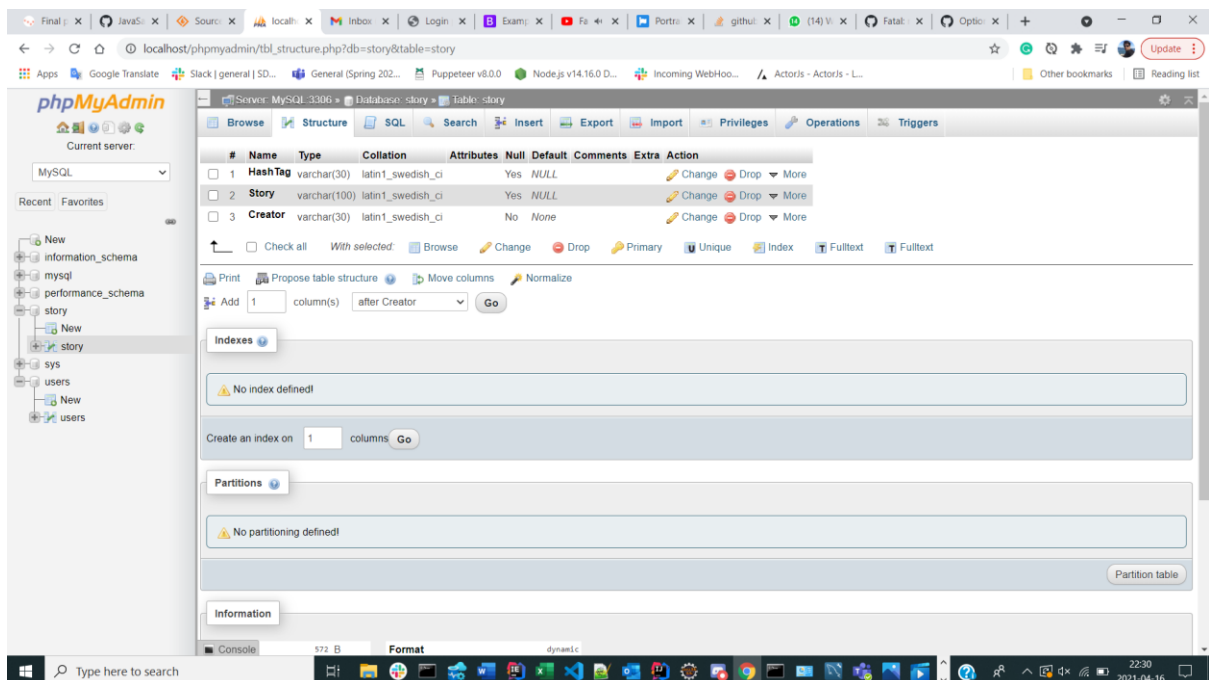 Final p JavaSc Sourc localh Inbox Login Examp Fa Portra github (14) W Fatal: Option
localhost/phpmyadmin/tbl_structure.php?db=story&table=story Update
Apps Google Translate Slack | general | SD... General (Spring 202... Puppeteer v8.0.0 Node.js v14.16.0 D... Incoming WebHoo... ActorJs - ActorJs - L... Other bookmarks Reading list
phpMyAdmin
Current server:
MySQL
Recent Favorites
New
information_schema
mysql
performance_schema
story
New
story
sys
users
New
users
Server: MySQL:3306 » Database: story » Table: story
Browse Structure SQL Search Insert Export Import Privileges Operations Triggers
# Name Type Collation Attributes Null Default Comments Extra Action
1 HashTag varchar(30) latin1_swedish_ci Yes NULL Change Drop More
2 Story varchar(100) latin1_swedish_ci Yes NULL Change Drop More
3 Creator varchar(30) latin1_swedish_ci No None Change Drop More
Check all With selected: Browse Change Drop Primary Unique Index Fulltext Fulltext
Print Propose table structure Move columns Normalize
Add 1 column(s) after Creator Go
Indexes
No index defined!
Create an index on 1 columns Go
Partitions
No partitioning defined!
Partition table
Information
Console 572 B Format dynamic
Type here to search 22:30
2021-04-16